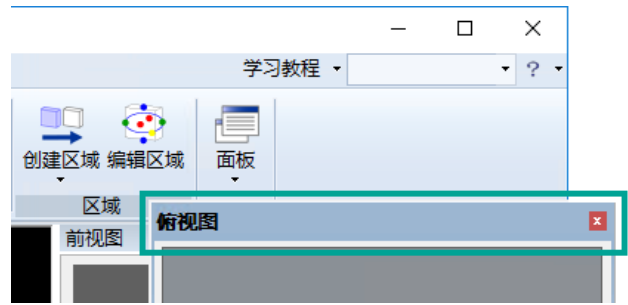 学习教程
?
创建区域 编辑区域 面板
区域
前视图
俯视图